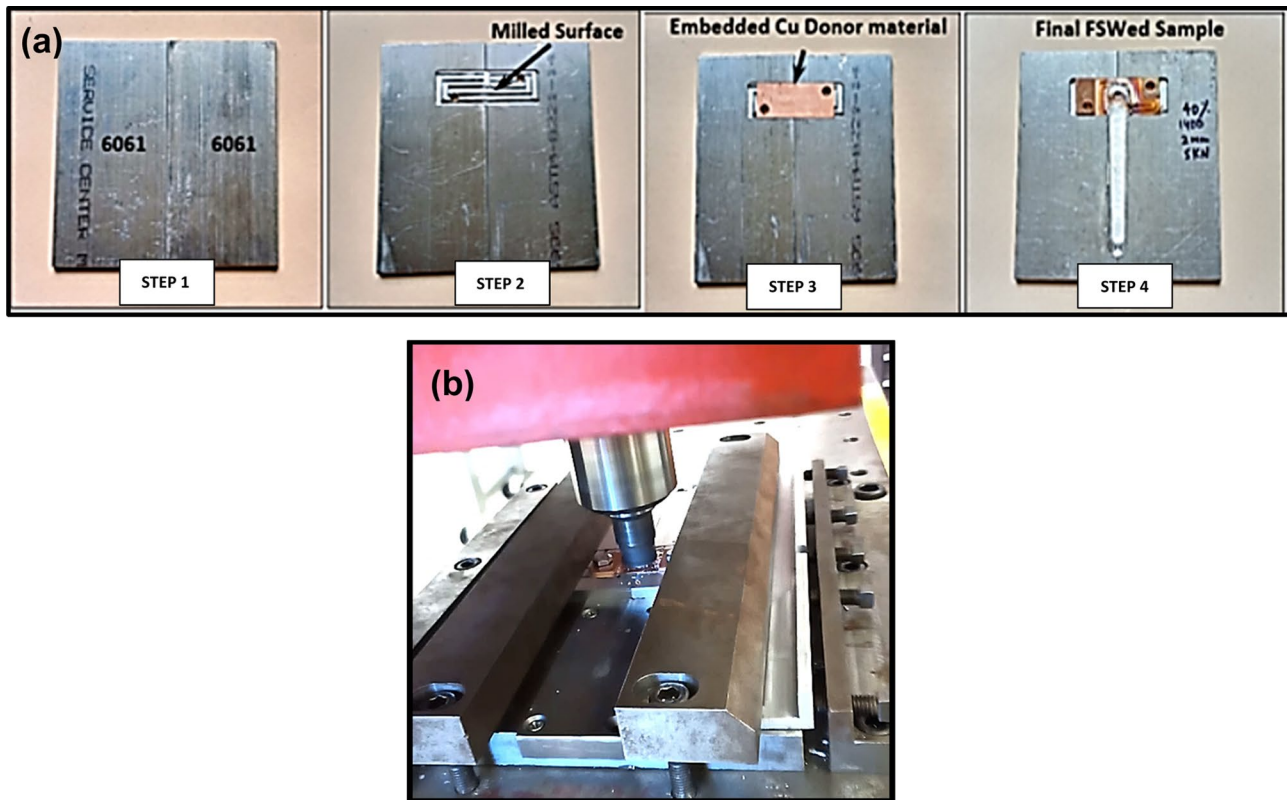 (a)
SERVICE CENTER
6061
6061
STEP 1
Milled Surface
STEP 2
Embedded Cu Donor material
STEP 3
Final FSWed Sample
40%
1400
2mm
5KN
STEP 4
(b)